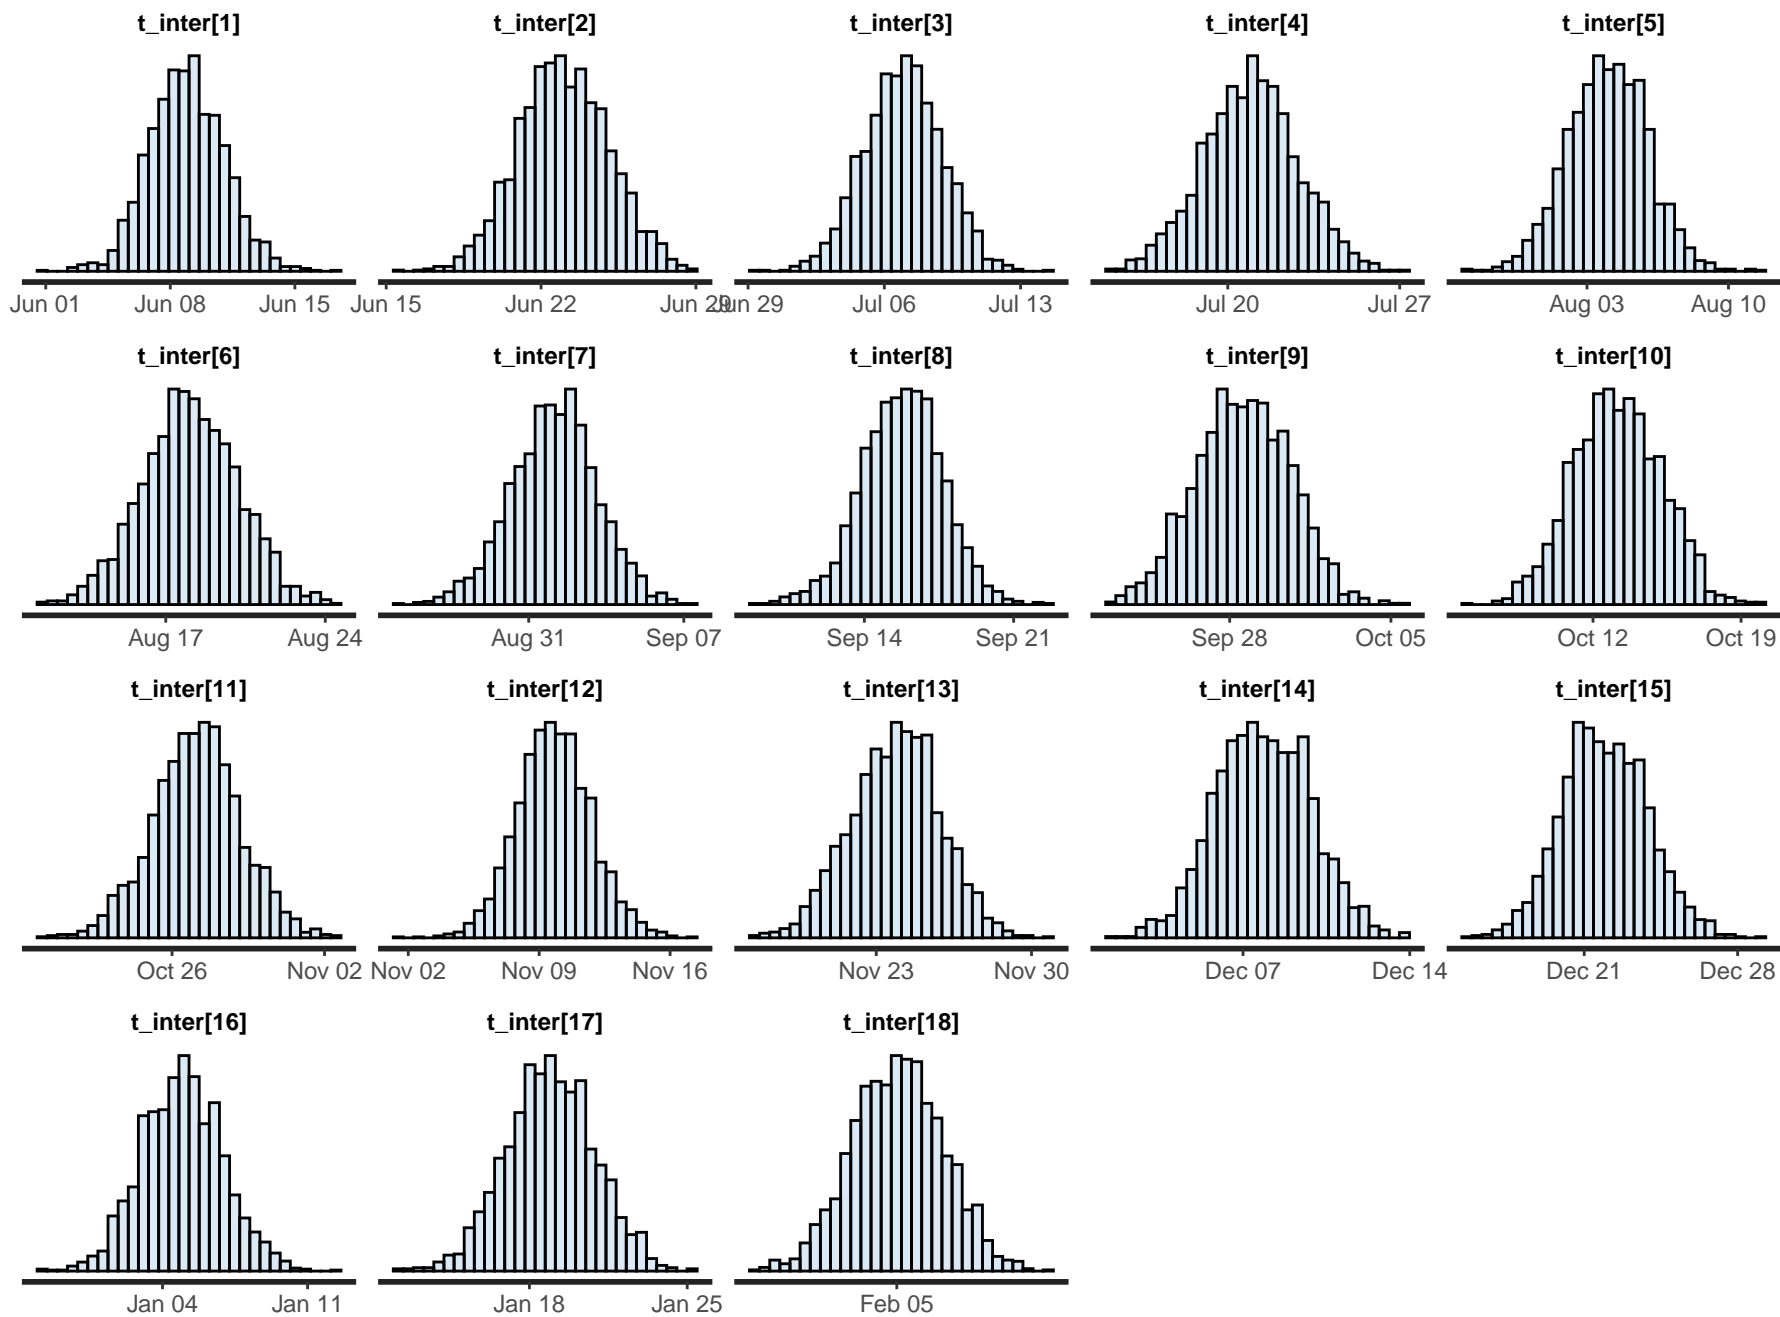 t_inter[1] t_inter[2] t_inter[3] t_inter[4] t_inter[5]
Jun 01 Jun 08 Jun 15 Jun 15 Jun 22 Jun 29 Jun 29 Jul 06 Jul 13 Jul 20 Jul 27 Aug 03 Aug 10
t_inter[6] t_inter[7] t_inter[8] t_inter[9] t_inter[10]
Aug 17 Aug 24 Aug 31 Sep 07 Sep 14 Sep 21 Sep 28 Oct 05 Oct 12 Oct 19
t_inter[11] t_inter[12] t_inter[13] t_inter[14] t_inter[15]
Oct 26 Nov 02 Nov 02 Nov 09 Nov 16 Nov 23 Nov 30 Dec 07 Dec 14 Dec 21 Dec 28
t_inter[16] t_inter[17] t_inter[18]
Jan 04 Jan 11 Jan 18 Jan 25 Feb 05